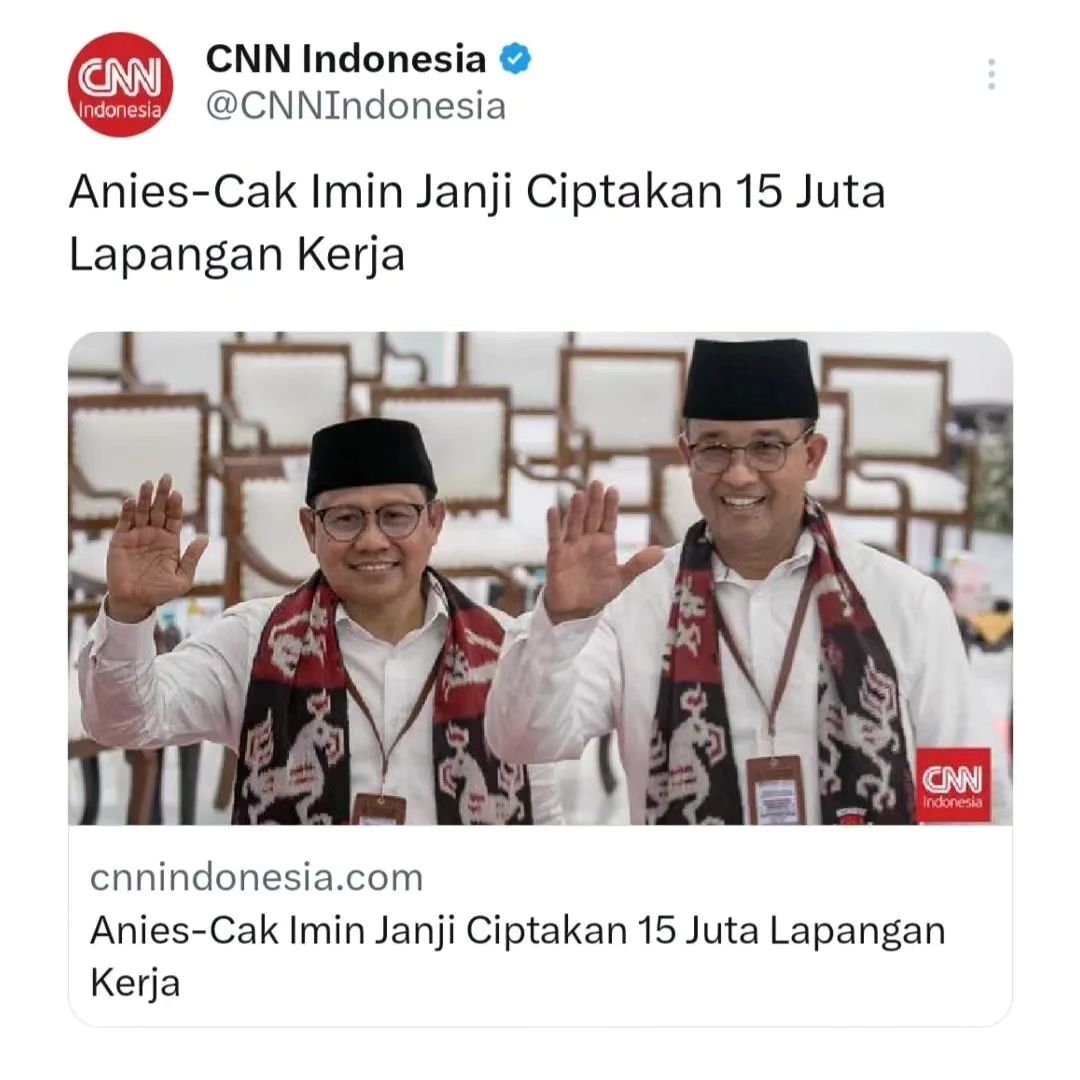 CNN Indonesia
CNN Indonesia
@CNNIndonesia
Anies-Cak Imin Janji Ciptakan 15 Juta
Lapangan Kerja
CNN
Indonesia
cnnindonesia.com
Anies-Cak Imin Janji Ciptakan 15 Juta Lapangan
Kerja